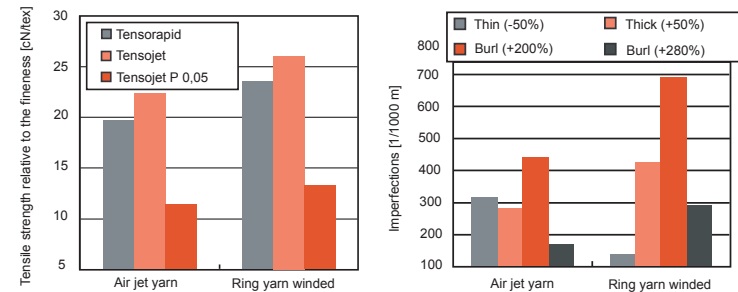 Tensile strength relative to the fineness [cN/tex]
30
25
20
15
10
5
Tensorapid
Tensojet
Tensojet P 0,05
Air jet yarn
Ring yarn winded
Imperfections [1/1000 m]
Thin (-50%)
Thick (+50%)
Burl (+200%)
Burl (+280%)
800
700
600
500
400
300
200
100
Air jet yarn
Ring yarn winded